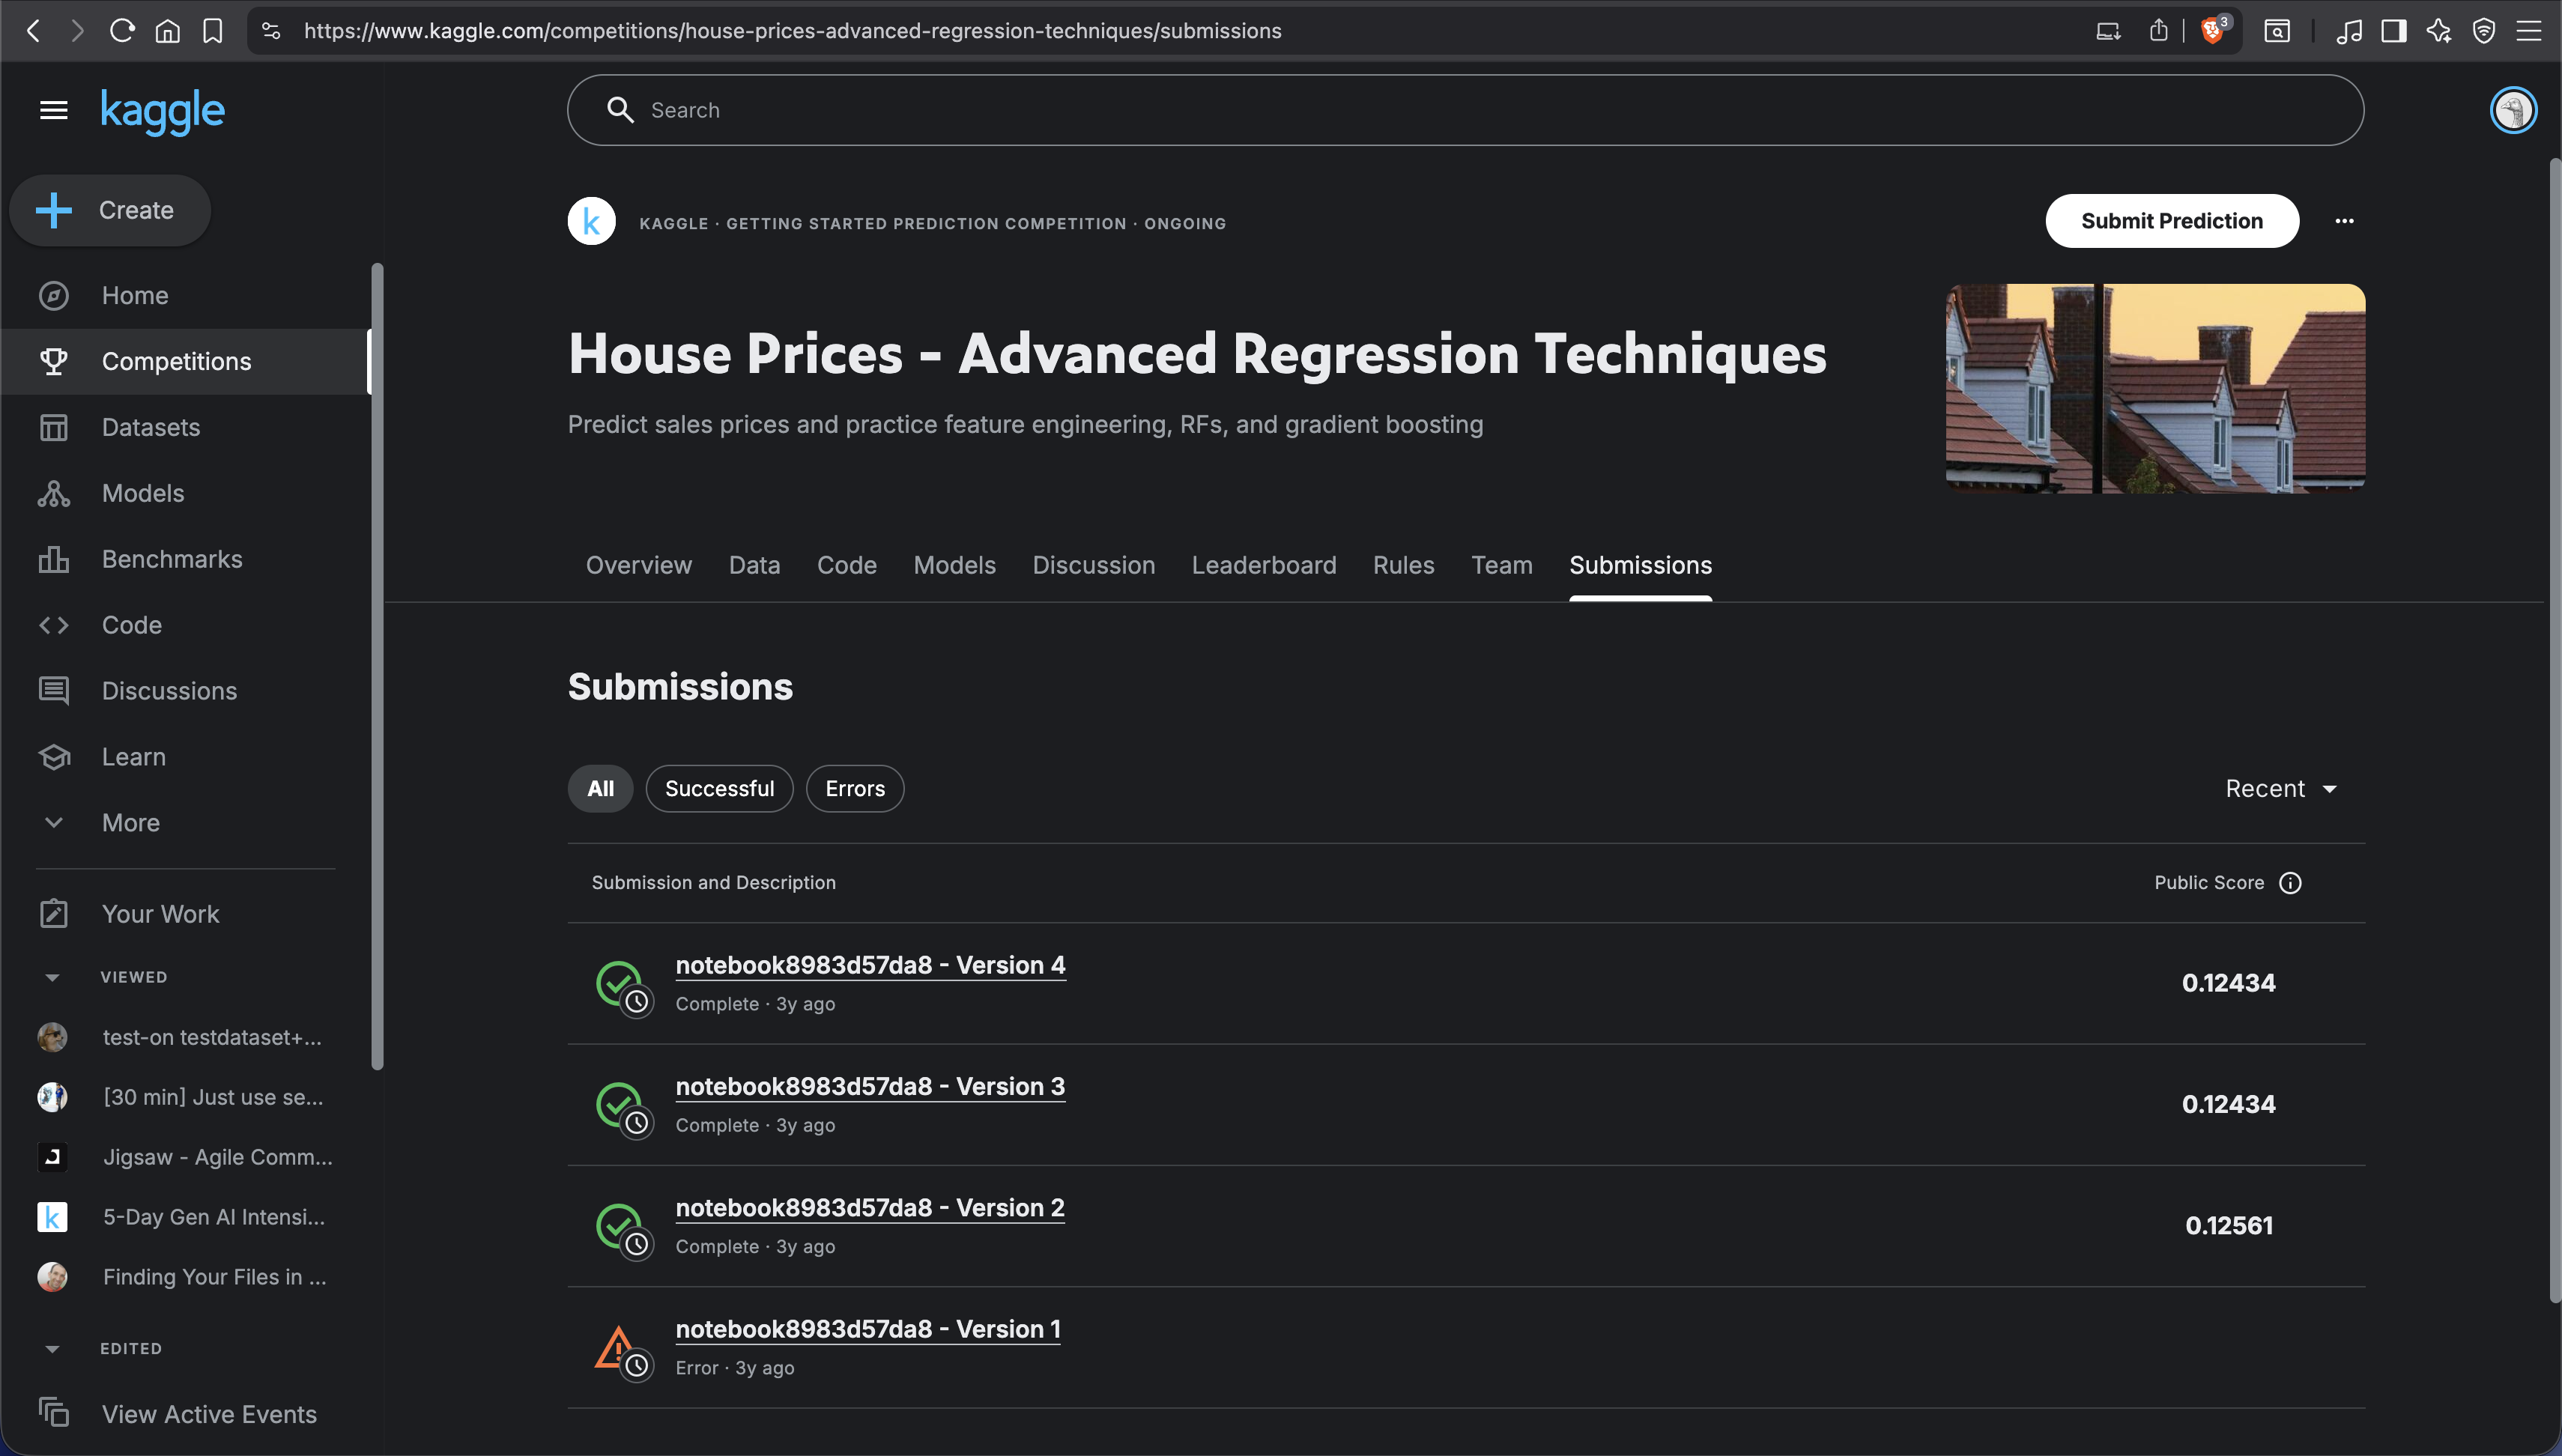 https://www.kaggle.com/competitions/house-prices-advanced-regression-techniques/submissions
3
kaggle
Search
Create
Home
Competitions
Datasets
Models
Benchmarks
Code
Discussions
Learn
More
Your Work
VIEWED
test-on testdataset+...
[30 min] Just use se...
Jigsaw - Agile Comm...
k
5-Day Gen AI Intensi...
Finding Your Files in ...
EDITED
View Active Events
k
KAGGLE · GETTING STARTED PREDICTION COMPETITION · ONGOING
Submit Prediction
House Prices - Advanced Regression Techniques
Predict sales prices and practice feature engineering, RFs, and gradient boosting
Overview Data Code Models Discussion Leaderboard Rules Team Submissions
Submissions
All Successful Errors Recent
Submission and Description Public Score
notebook8983d57da8 - Version 4
Complete · 3y ago
0.12434
notebook8983d57da8 - Version 3
Complete · 3y ago
0.12434
notebook8983d57da8 - Version 2
Complete · 3y ago
0.12561
notebook8983d57da8 - Version 1
Error · 3y ago